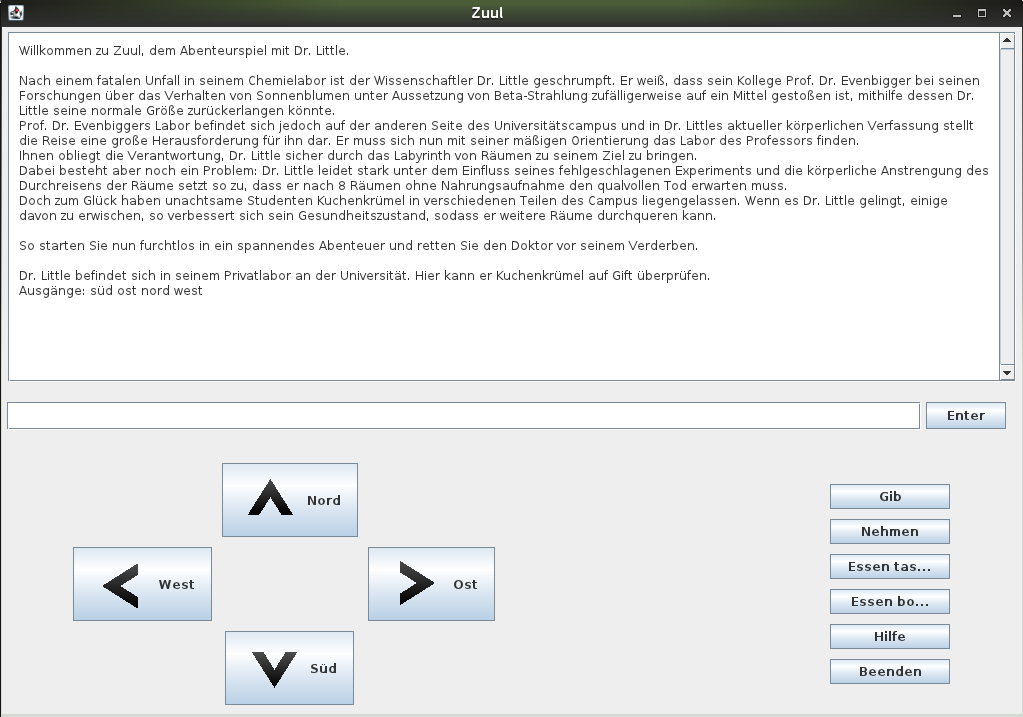 Zuul
Willkommen zu Zuul, dem Abenteurspiel mit Dr. Little.
Nach einem fatalen Unfall in seinem Chemielabor ist der Wissenschaftler Dr. Little geschrumpft. Er weiß, dass sein Kollege Prof. Dr. Evenbigger bei seinen
Forschungen über das Verhalten von Sonnenblumen unter Aussetzung von Beta-Strahlung zufälligerweise auf ein Mittel gestoßen ist, mithilfe dessen Dr.
Little seine normale Größe zurückerlangen könnte.
Prof. Dr. Evenbiggers Labor befindet sich jedoch auf der anderen Seite des Universitätscampus und in Dr. Littles aktueller körperlichen Verfassung stellt
die Reise eine große Herausforderung für ihn dar. Er muss sich nun mit seiner mäßigen Orientierung das Labor des Professors finden.
Ihnen obliegt die Verantwortung, Dr. Little sicher durch das Labyrinth von Räumen zu seinem Ziel zu bringen.
Dabei besteht aber noch ein Problem: Dr. Little leidet stark unter dem Einfluss seines fehlgeschlagenen Experiments und die körperliche Anstrengung des
Durchreisens der Räume setzt so zu, dass er nach 8 Räumen ohne Nahrungsaufnahme den qualvollen Tod erwarten muss.
Doch zum Glück haben unachtsame Studenten Kuchenkrümel in verschiedenen Teilen des Campus liegengelassen. Wenn es Dr. Little gelingt, einige
davon zu erwischen, so verbessert sich sein Gesundheitszustand, sodass er weitere Räume durchqueren kann.
So starten Sie nun furchtlos in ein spannendes Abenteuer und retten Sie den Doktor vor seinem Verderben.
Dr. Little befindet sich in seinem Privatlabor an der Universität. Hier kann er Kuchenkrümel auf Gift überprüfen.
Ausgänge: süd ost nord west
Enter
Nord
West
Ost
Süd
Gib
Nehmen
Essen tas...
Essen bo...
Hilfe
Beenden